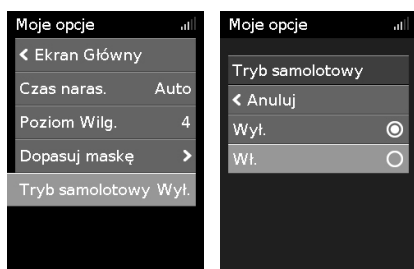 Moje opcje
Ekran Główny
Czas naras. Auto
Poziom Wilg. 4
Dopasuj maskę
Tryb samolotowy Wył.
Moje opcje
Tryb samolotowy
Anuluj
Wył.
Wł.